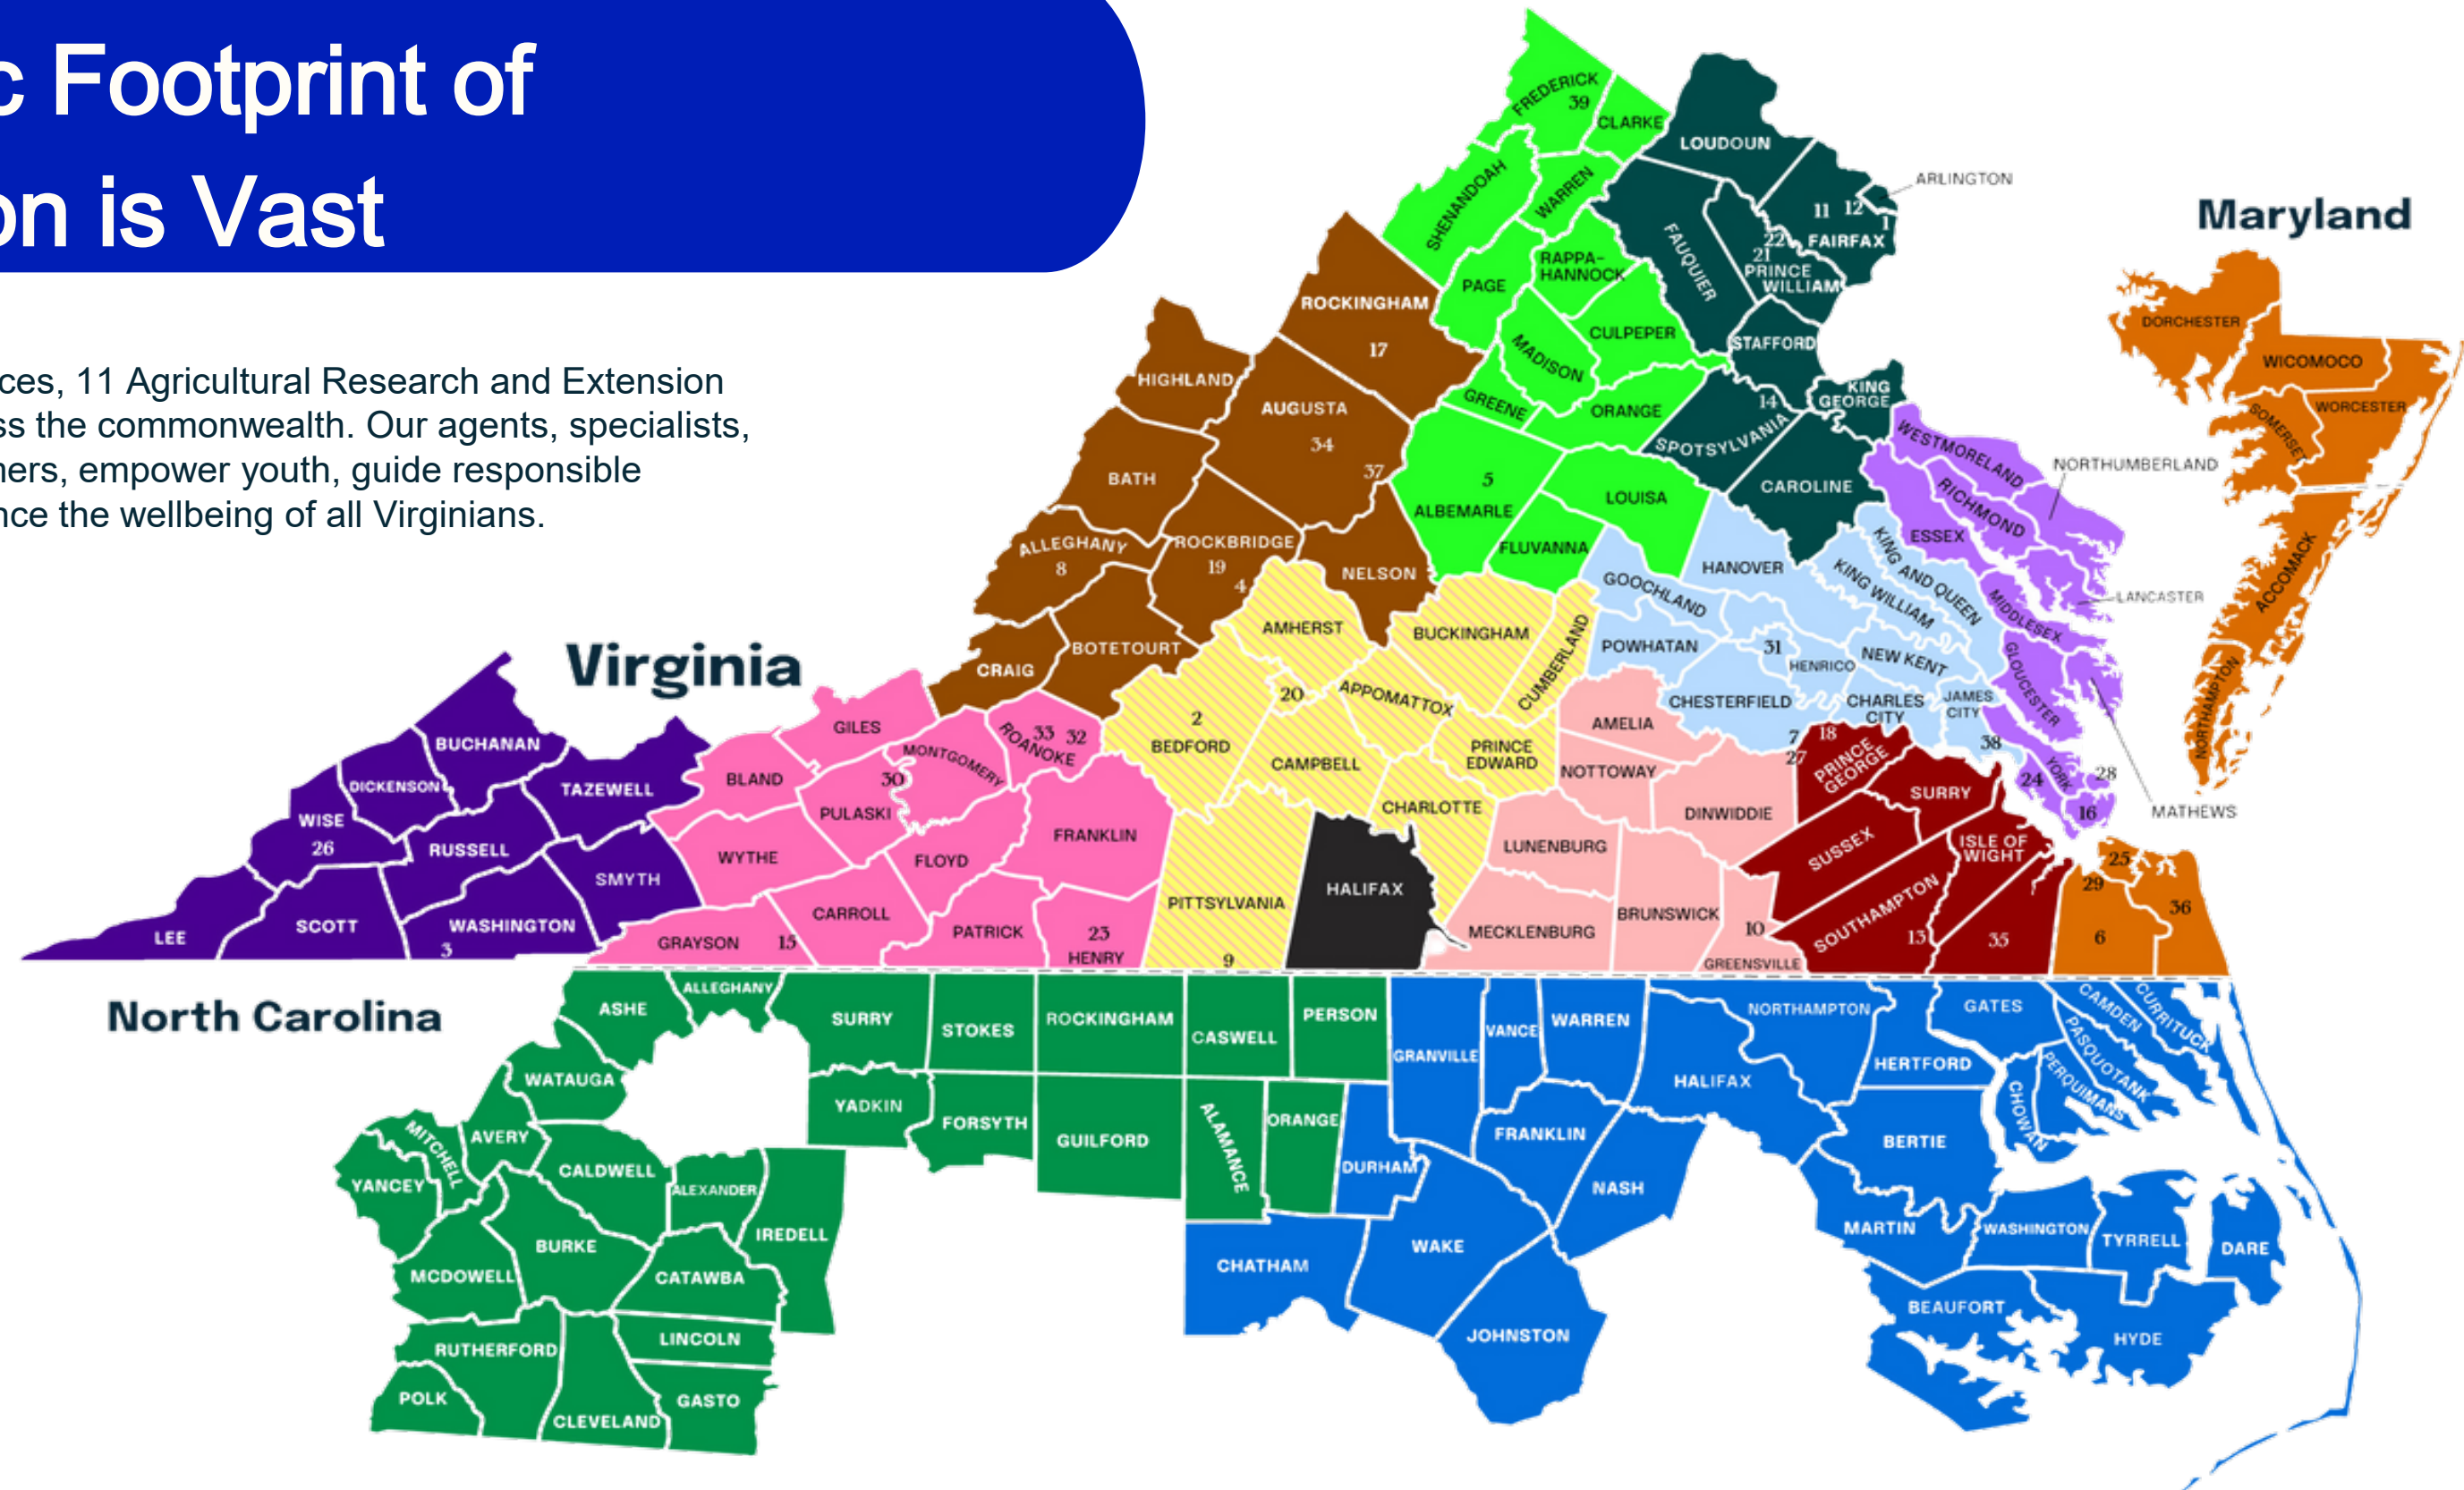 c Footprint of
on is Vast
ces, 11 Agricultural Research and Extension
ss the commonwealth. Our agents, specialists,
ners, empower youth, guide responsible
nce the wellbeing of all Virginians.
Virginia
Maryland
North Carolina
FREDERICK
39
CLARKE
SHENANDOAH
WARREN
PAGE
RAPPA-
HANNOCK
CULPEPER
MADISON
GREENE
ORANGE
5
ALBEMARLE
LOUISA
FLUVANNA
LOUDOUN
ARLINGTON
11
12
1
FAIRFAX
FAUQUIER
22
21
PRINCE
WILLIAM
STAFFORD
KING
GEORGE
14
SPOTSYLVANIA
CAROLINE
ROCKINGHAM
17
HIGHLAND
AUGUSTA
34
37
BATH
ALLEGHANY
8
ROCKBRIDGE
19
4
NELSON
BOTETOURT
CRAIG
WESTMORELAND
NORTHUMBERLAND
RICHMOND
ESSEX
LANCASTER
MIDDLESEX
GLOUCESTER
MATHEWS
YORK
24
28
16
HANOVER
KING AND QUEEN
KING WILLIAM
GOOCHLAND
POWHATAN
31
HENRICO
NEW KENT
CHESTERFIELD
CHARLES
CITY
JAMES
CITY
38
7
27
AMHERST
BUCKINGHAM
CUMBERLAND
20
APPOMATTOX
2
BEDFORD
CAMPBELL
PRINCE
EDWARD
CHARLOTTE
PITTSYLVANIA
9
HALIFAX
AMELIA
NOTTOWAY
DINWIDDIE
LUNENBURG
MECKLENBURG
BRUNSWICK
10
GREENSVILLE
18
PRINCE
GEORGE
SURRY
SUSSEX
ISLE OF
WIGHT
SOUTHAMPTON
13
35
25
29
36
6
GILES
MONTGOMERY
33
32
ROANOKE
BLAND
30
PULASKI
FRANKLIN
WYTHE
FLOYD
CARROLL
PATRICK
GRAYSON
15
23
HENRY
BUCHANAN
DICKENSON
TAZEWELL
WISE
26
RUSSELL
SMYTH
SCOTT
WASHINGTON
3
LEE
DORCHESTER
WICOMOCO
SOMERSET
WORCESTER
ACCOMACK
NORTHAMPTON
ASHE
ALLEGHANY
SURRY
STOKES
ROCKINGHAM
CASWELL
PERSON
WATAUGA
YADKIN
FORSYTH
GUILFORD
ALAMANCE
ORANGE
MITCHELL
AVERY
YANCEY
CALDWELL
ALEXANDER
IREDELL
BURKE
MCDOWELL
CATAWBA
LINCOLN
RUTHERFORD
POLK
CLEVELAND
GASTO
GRANVILLE
VANCE
WARREN
NORTHAMPTON
HALIFAX
GATES
HERTFORD
CAMDEN
CURRITUCK
PASQUOTANK
PERQUIMANS
CHOWAN
FRANKLIN
DURHAM
NASH
BERTIE
CHATHAM
WAKE
MARTIN
WASHINGTON
TYRRELL
DARE
JOHNSTON
BEAUFORT
HYDE